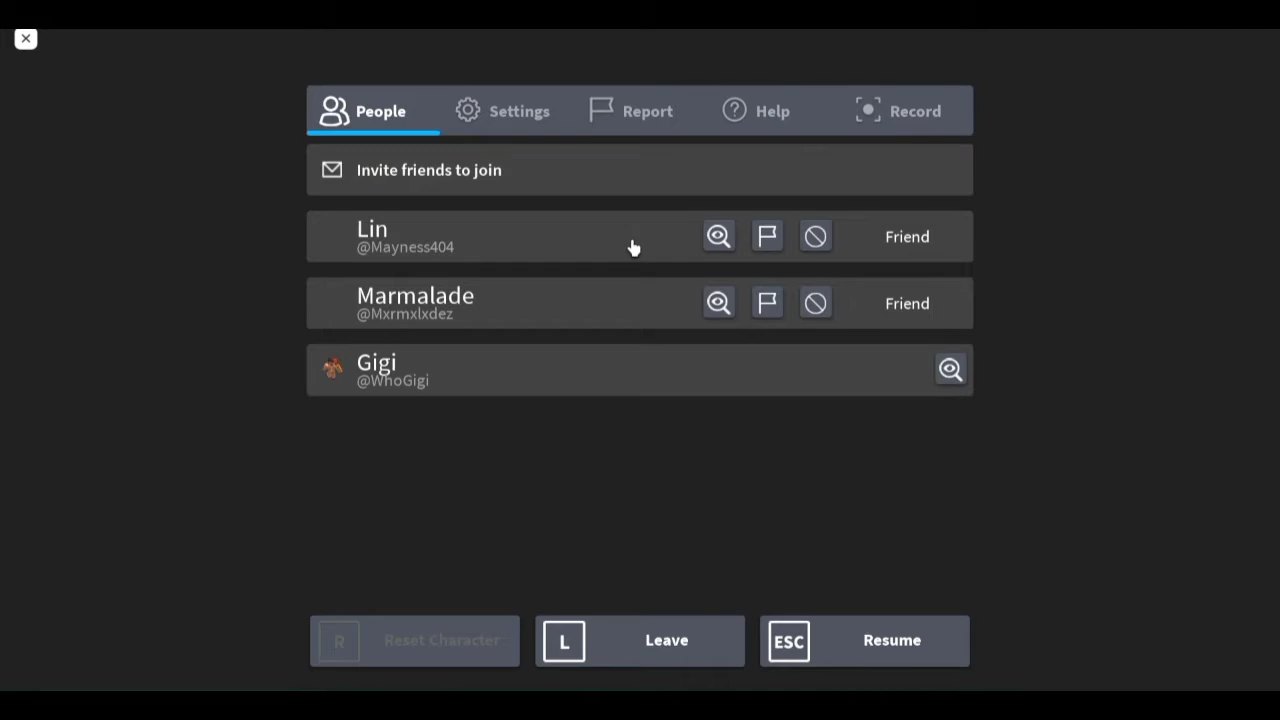 People Settings Report Help Record
Invite friends to join
Lin
@Mayness404
Friend
Marmalade
@Mxrmxlxdez
Friend
Gigi
@WhoGigi
R Reset Character L Leave ESC Resume